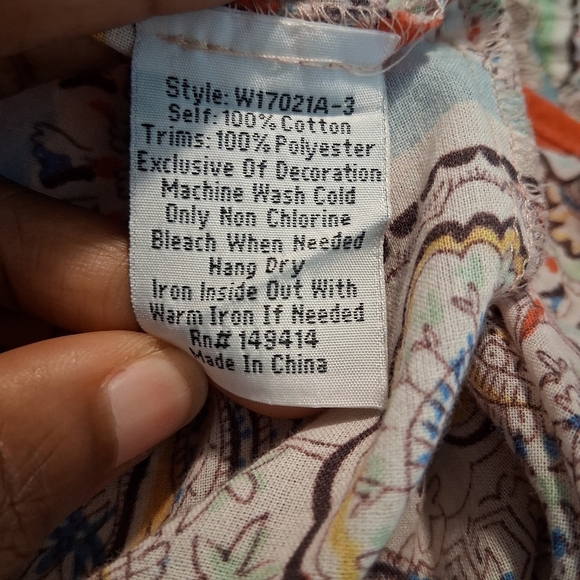 Style: W17021A-3
Self: 100% Cotton
Trims: 100% Polyester
Exclusive Of Decoration
Machine Wash Cold
Only Non Chlorine
Bleach When Needed
Hang Dry
Iron Inside Out With
Warm Iron If Needed
Rn# 149414
Made In China